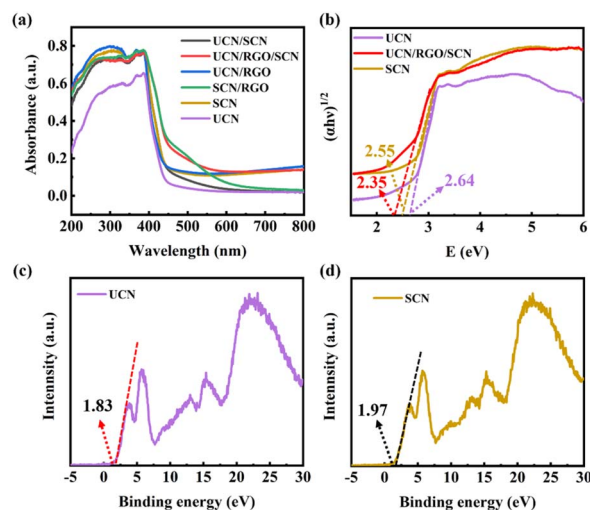 (a)
UCN/SCN
UCN/RGO/SCN
UCN/RGO
SCN/RGO
SCN
UCN
Absorbance (a.u.)
0.8
0.6
0.4
0.2
0.0
200 300 400 500 600 700 800
Wavelength (nm)
(b)
UCN
UCN/RGO/SCN
SCN
(αhv)1/2
2.55
2.35
2.64
2 3 4 5 6
E (eV)
(c)
UCN
Intennsity (a.u.)
1.83
-5 0 5 10 15 20 25 30
Binding energy (eV)
(d)
SCN
Intennsity (a.u.)
1.97
-5 0 5 10 15 20 25 30
Binding energy (eV)